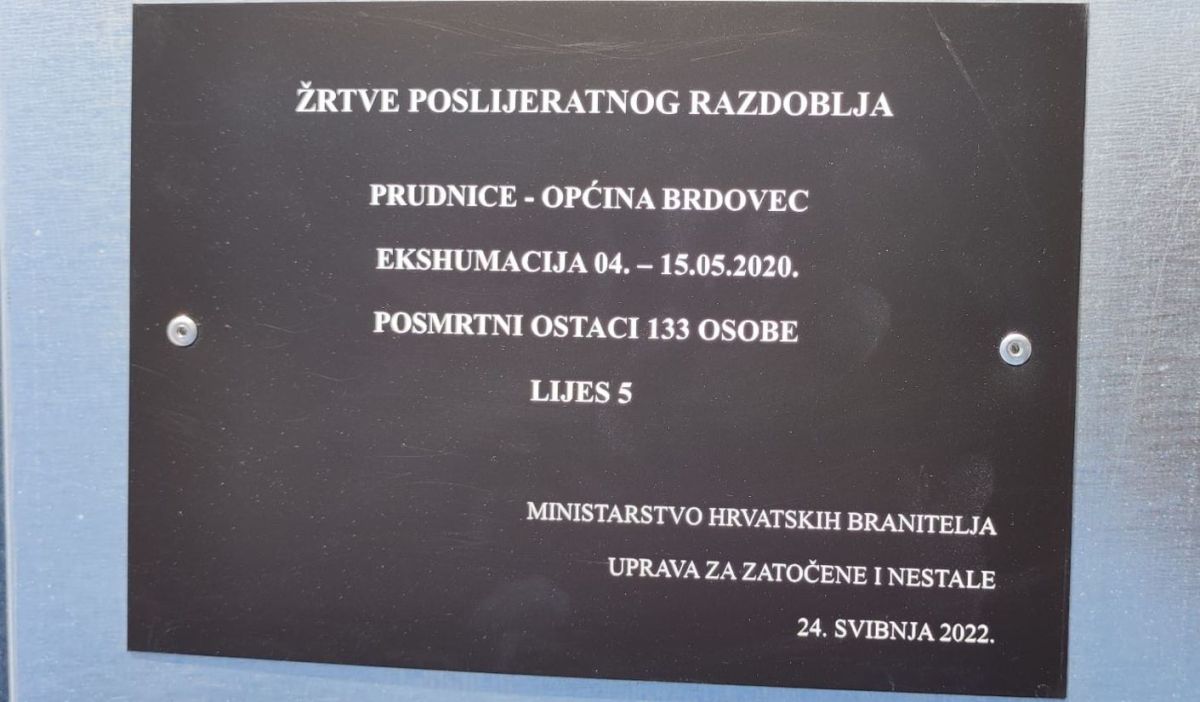 ŽRTVE POSLIJERATNOG RAZDOBLJA
PRUDNICE - OPĆINA BRDOVEC
EKSHUMACIJA 04. – 15.05.2020.
POSMRTNI OSTACI 133 OSOBE
LIJES 5
MINISTARSTVO HRVATSKIH BRANITELJA
UPRAVA ZA ZATOČENE I NESTALE
24. SVIBNJA 2022.